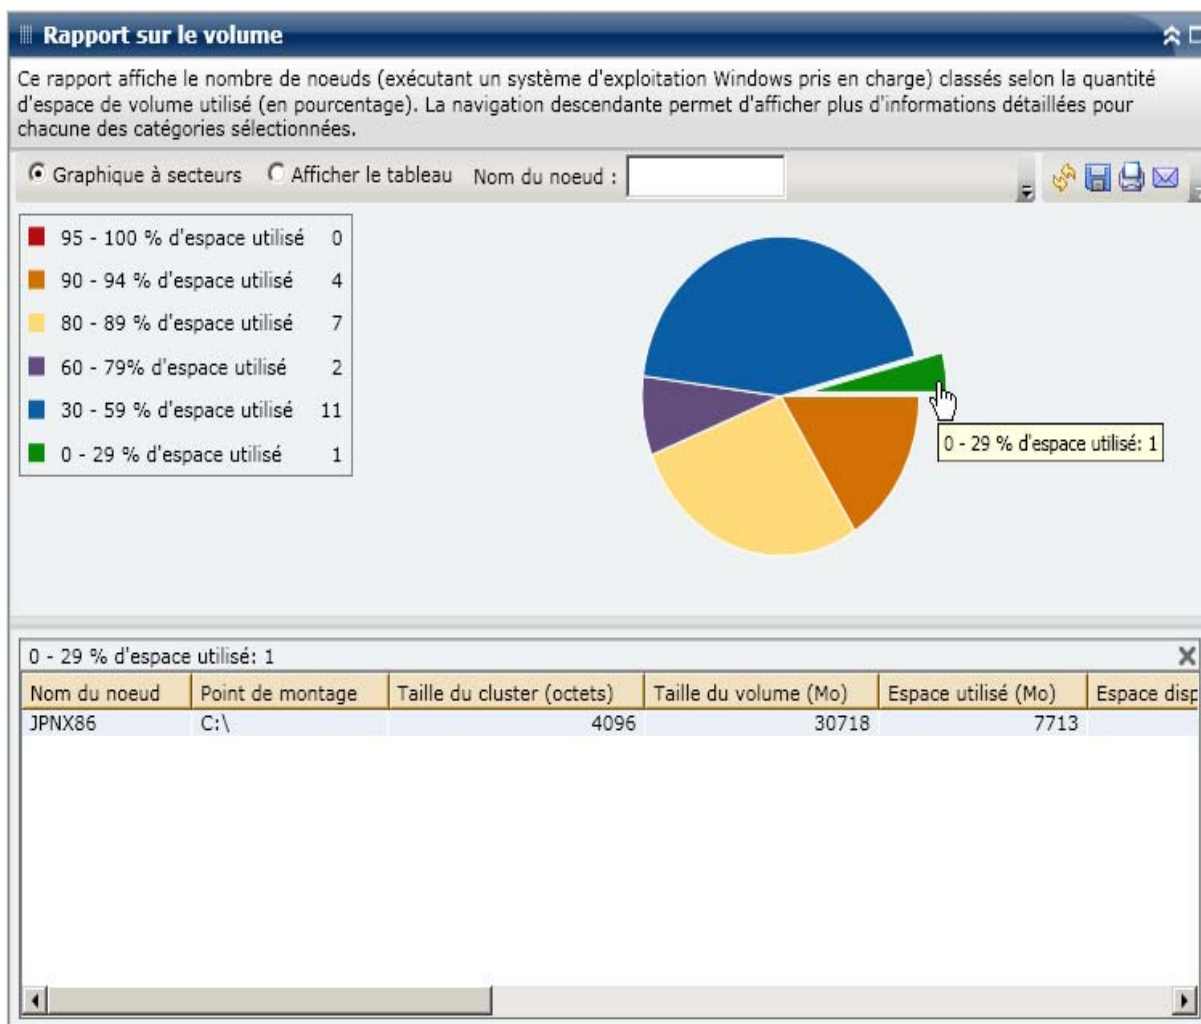 Rapport sur le volume
Ce rapport affiche le nombre de noeuds (exécutant un système d'exploitation Windows pris en charge) classés selon la quantité
d'espace de volume utilisé (en pourcentage). La navigation descendante permet d'afficher plus d'informations détaillées pour
chacune des catégories sélectionnées.
Graphique à secteurs Afficher le tableau Nom du noeud :
95 - 100 % d'espace utilisé 0
90 - 94 % d'espace utilisé 4
80 - 89 % d'espace utilisé 7
60 - 79% d'espace utilisé 2
30 - 59 % d'espace utilisé 11
0 - 29 % d'espace utilisé 1
0 - 29 % d'espace utilisé: 1
0 - 29 % d'espace utilisé: 1
Nom du noeud Point de montage Taille du cluster (octets) Taille du volume (Mo) Espace utilisé (Mo) Espace disp
JPNX86 C:\ 4096 30718 7713